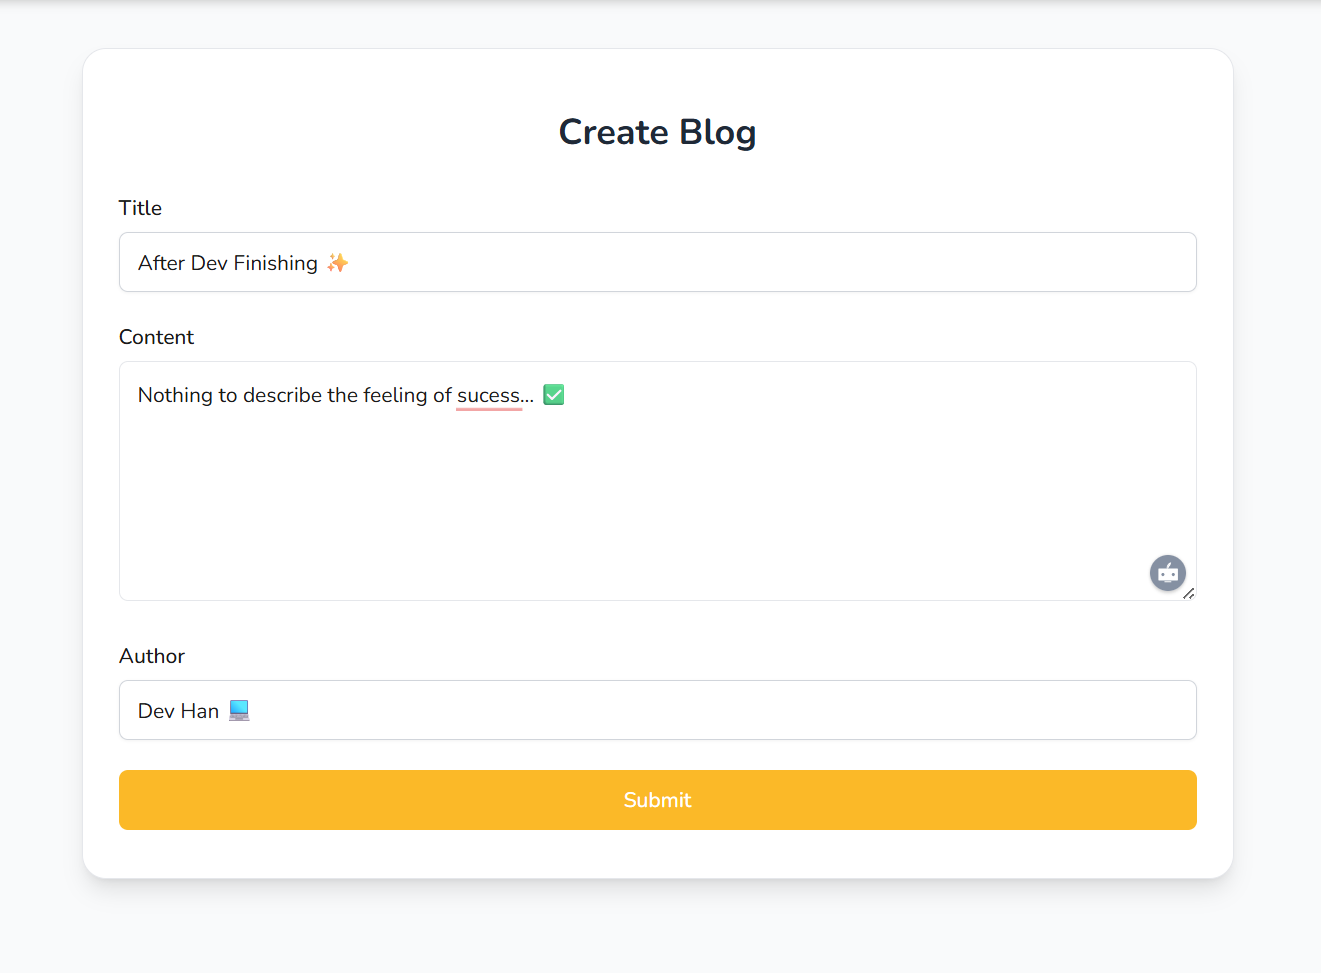 Create Blog
Title
After Dev Finishing ✨
Content
Nothing to describe the feeling of sucess... ✅
Author
Dev Han 💻
Submit